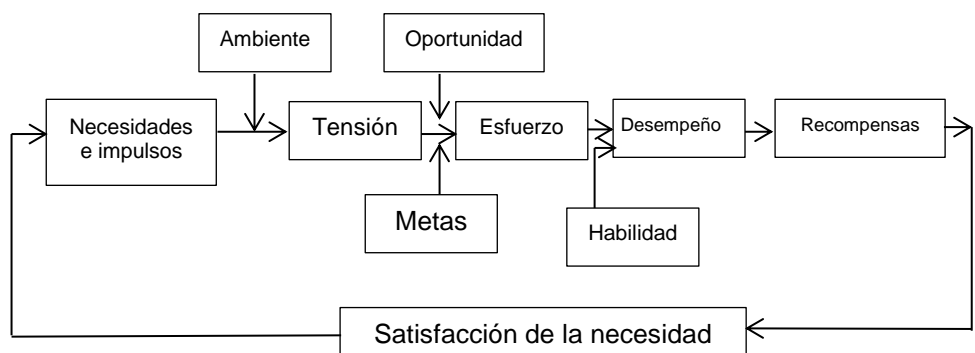 Ambiente
Oportunidad
Necesidades
e impulsos
Tensión
Esfuerzo
Desempeño
Recompensas
Metas
Habilidad
Satisfacción de la necesidad